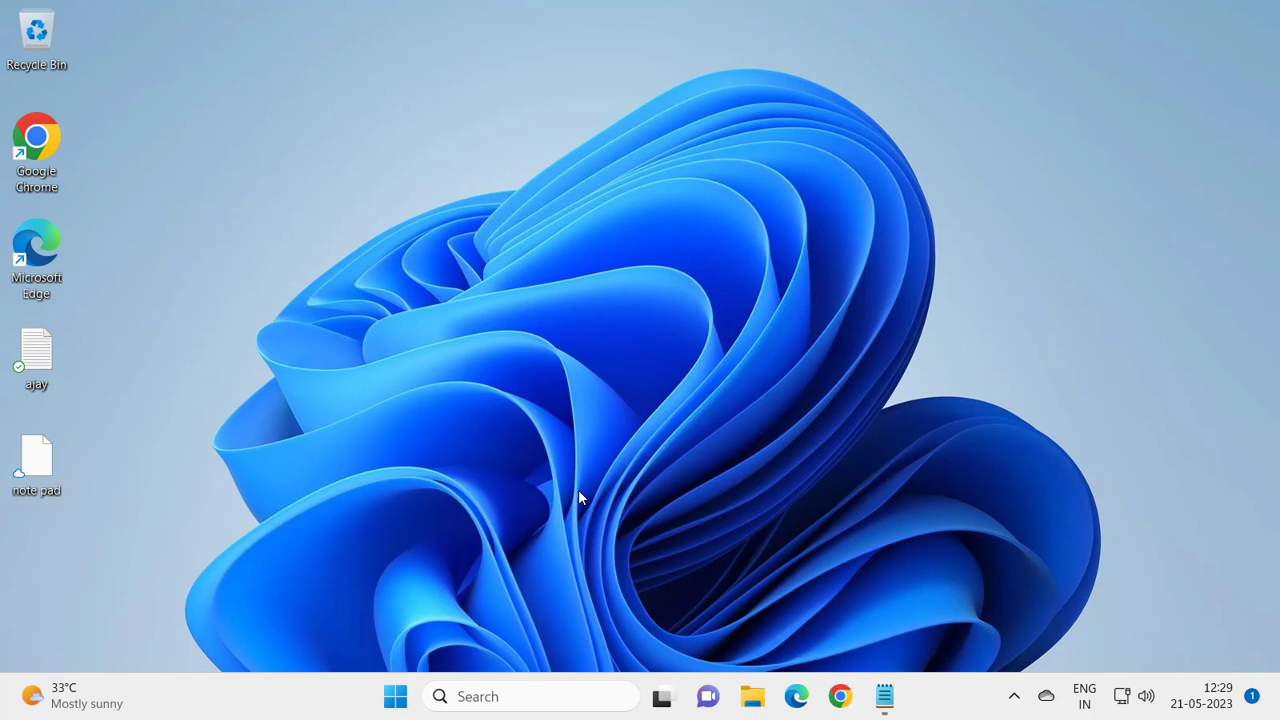 Recycle Bin
Google
Chrome
Microsoft
Edge
ajay
note pad
33°C
Mostly sunny
Search
ENG
IN
12:29
21-05-2023
1